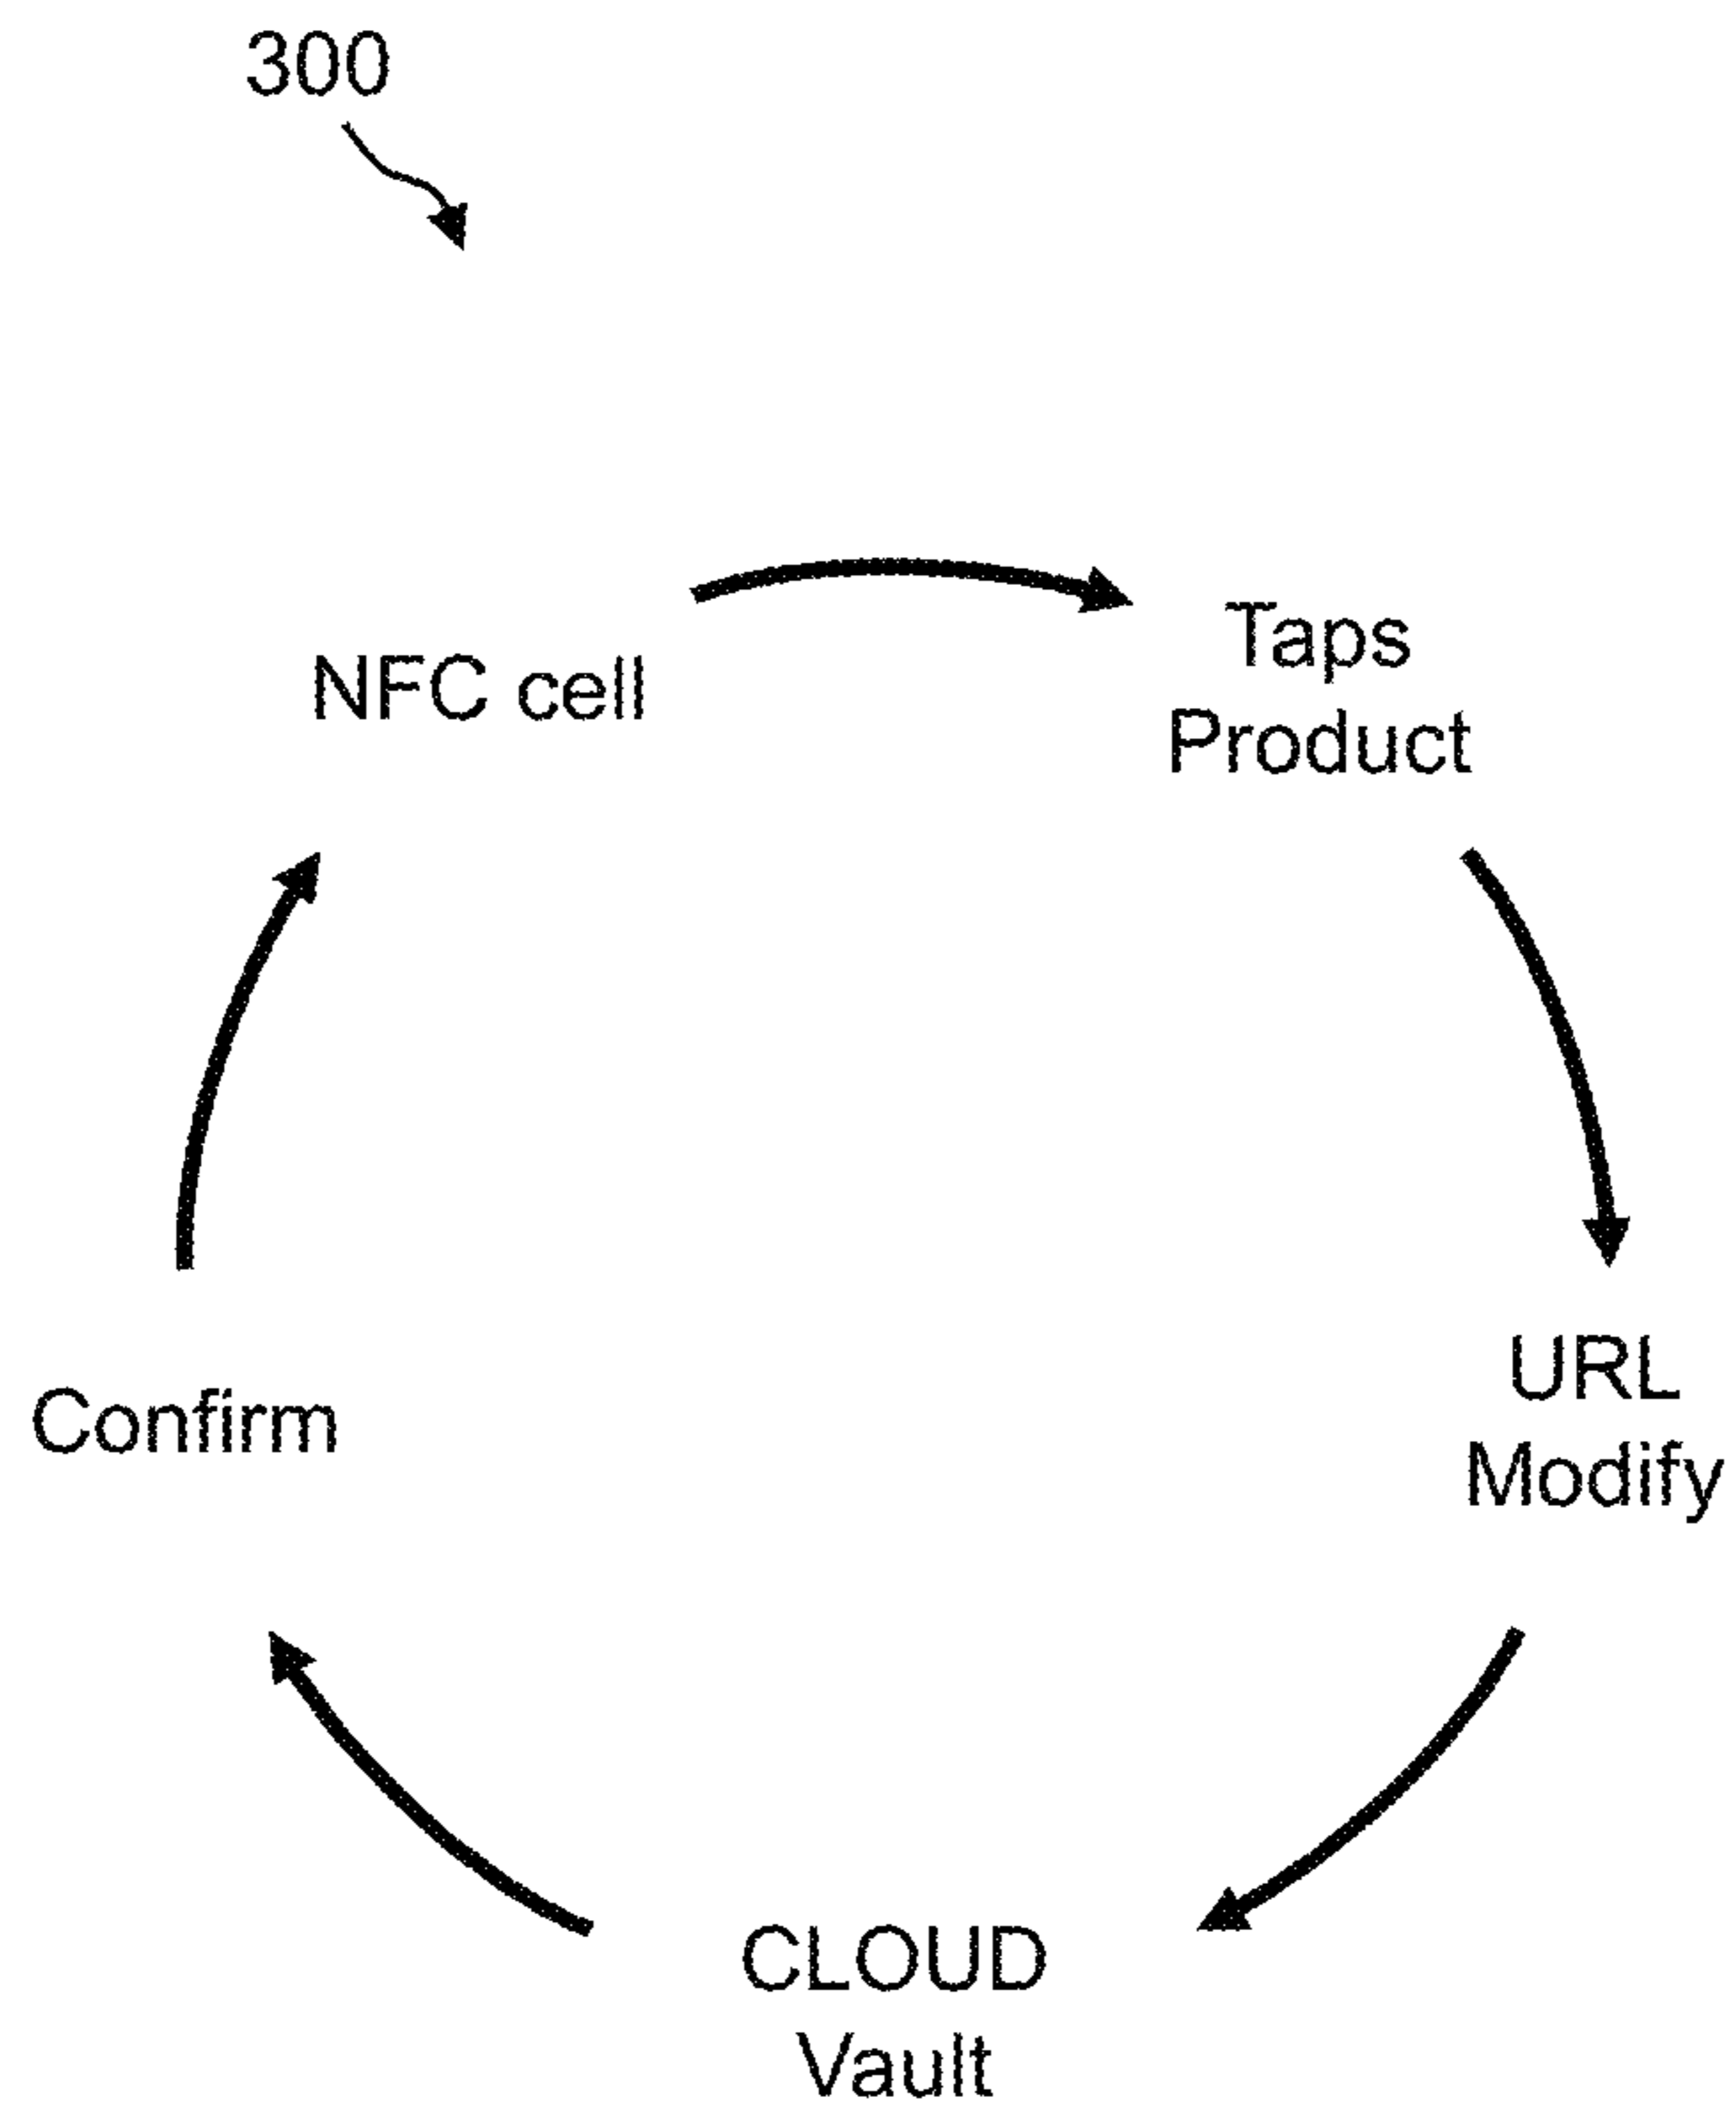 300
NFC cell
Taps
Product
URL
Modify
CLOUD
Vault
Confirm